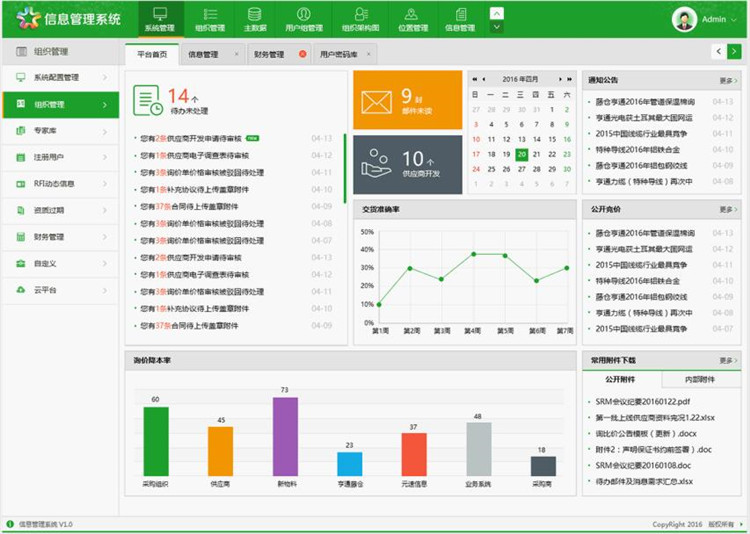 信息管理系统
系统管理
组织管理
主数据
用户组管理
组织架构图
位置管理
信息管理
Admin
组织管理
系统配置管理
组织管理
专家库
注册用户
RFI动态信息
资质过期
财务管理
自定义
云平台
平台首页
信息管理
财务管理
用户密码库
14个
待办未处理
您有2条供应商开发申请待审核 new 04-13
您有1条供应商电子调查表待审核 04-12
您有3条询价单价格审核被驳回待处理 04-11
您有1条补充协议待上传盖章附件 04-10
您有37条合同待上传盖章附件 04-09
您有3条询价单价格审核被驳回待处理 04-08
您有3条询价单价格审核被驳回待处理 04-07
您有2条供应商开发申请待审核 04-13
您有1条供应商电子调查表待审核 04-12
您有3条询价单价格审核被驳回待处理 04-11
您有1条补充协议待上传盖章附件 04-10
您有37条合同待上传盖章附件 04-09
9封
邮件未读
10个
供应商开发
2016 年四月
日 一 二 三 四 五 六
27 28 29 30 31 1 2
3 4 5 6 7 8 9
10 11 12 13 14 15 16
17 18 19 20 21 22 23
24 25 26 27 28 29 30
1 2 3 4 5 6 7
交货准确率
50%
40%
30%
20%
10%
0%
第1周 第2周 第3周 第4周 第5周 第6周 第7周
通知公告 更多
藤仓亨通2016年管道保温棉询 04-13
亨通光电获土耳其最大国网运 04-12
2015中国线缆行业最具竞争 04-11
特种导线2016年铝铁合金 04-10
藤仓亨通2016年铝包钢绞线 04-09
亨通力缆（特种导线）再次中 04-08
公开竞价 更多
藤仓亨通2016年管道保温棉询 04-13
亨通光电获土耳其最大国网运 04-12
2015中国线缆行业最具竞争 04-11
特种导线2016年铝铁合金 04-10
藤仓亨通2016年铝包钢绞线 04-09
亨通力缆（特种导线）再次中 04-08
2015中国线缆行业最具竞争 04-07
询价降本率
60
45
73
23
37
48
18
采购组织 供应商 新物料 亨通藤仓 元速信息 业务系统 采购商
常用附件下载 更多
公开附件 内部附件
SRM会议纪要20160122.pdf
第一批上线供应商资料充况1.22.xlsx
询比价公告模板（更新）.docx
附件2：声明保证书约前签署）.doc
SRM会议纪要20160108.doc
待办邮件及消息需求汇总.xlsx
信息管理系统 V1.0
CopyRight 2016 版权所有